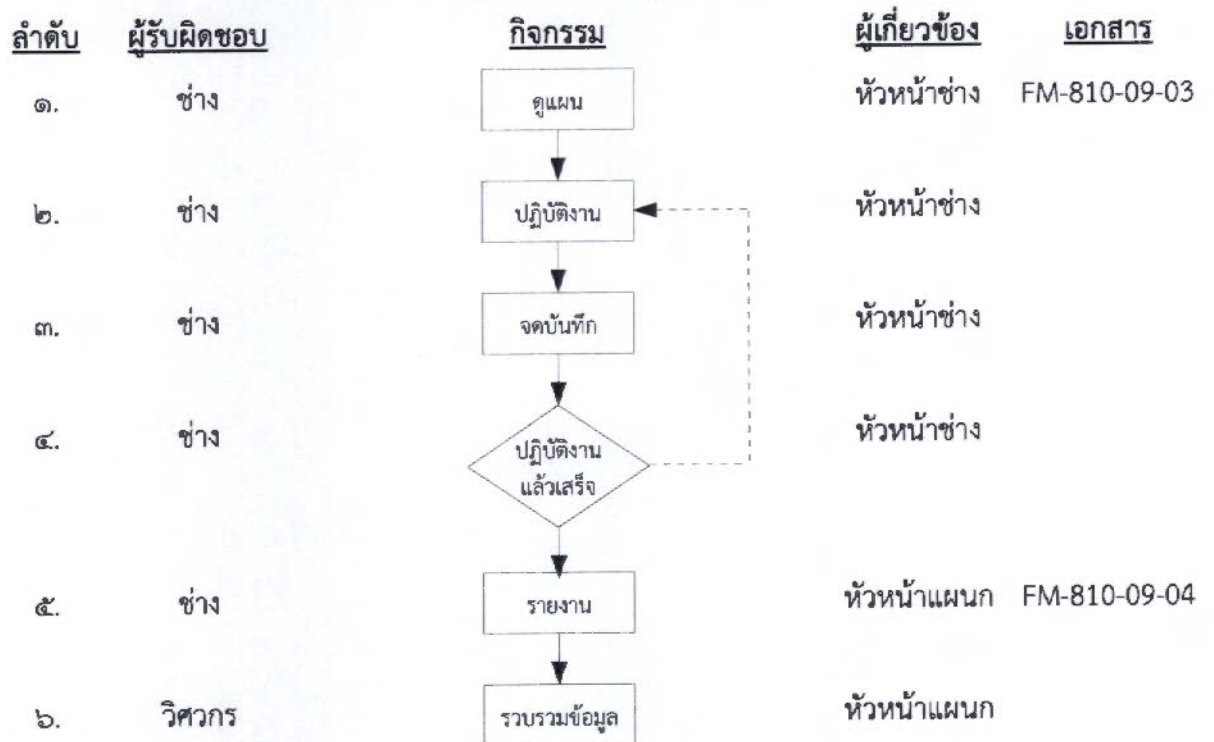 ลำดับ ผู้รับผิดชอบ กิจกรรม ผู้เกี่ยวข้อง เอกสาร
๑. ช่าง ดูแผน หัวหน้าช่าง FM-810-09-03
๒. ช่าง ปฏิบัติงาน หัวหน้าช่าง
๓. ช่าง จดบันทึก หัวหน้าช่าง
๔. ช่าง ปฏิบัติงาน หัวหน้าช่าง
แล้วเสร็จ
๕. ช่าง รายงาน หัวหน้าแผนก FM-810-09-04
๖. วิศวกร รวบรวมข้อมูล หัวหน้าแผนก